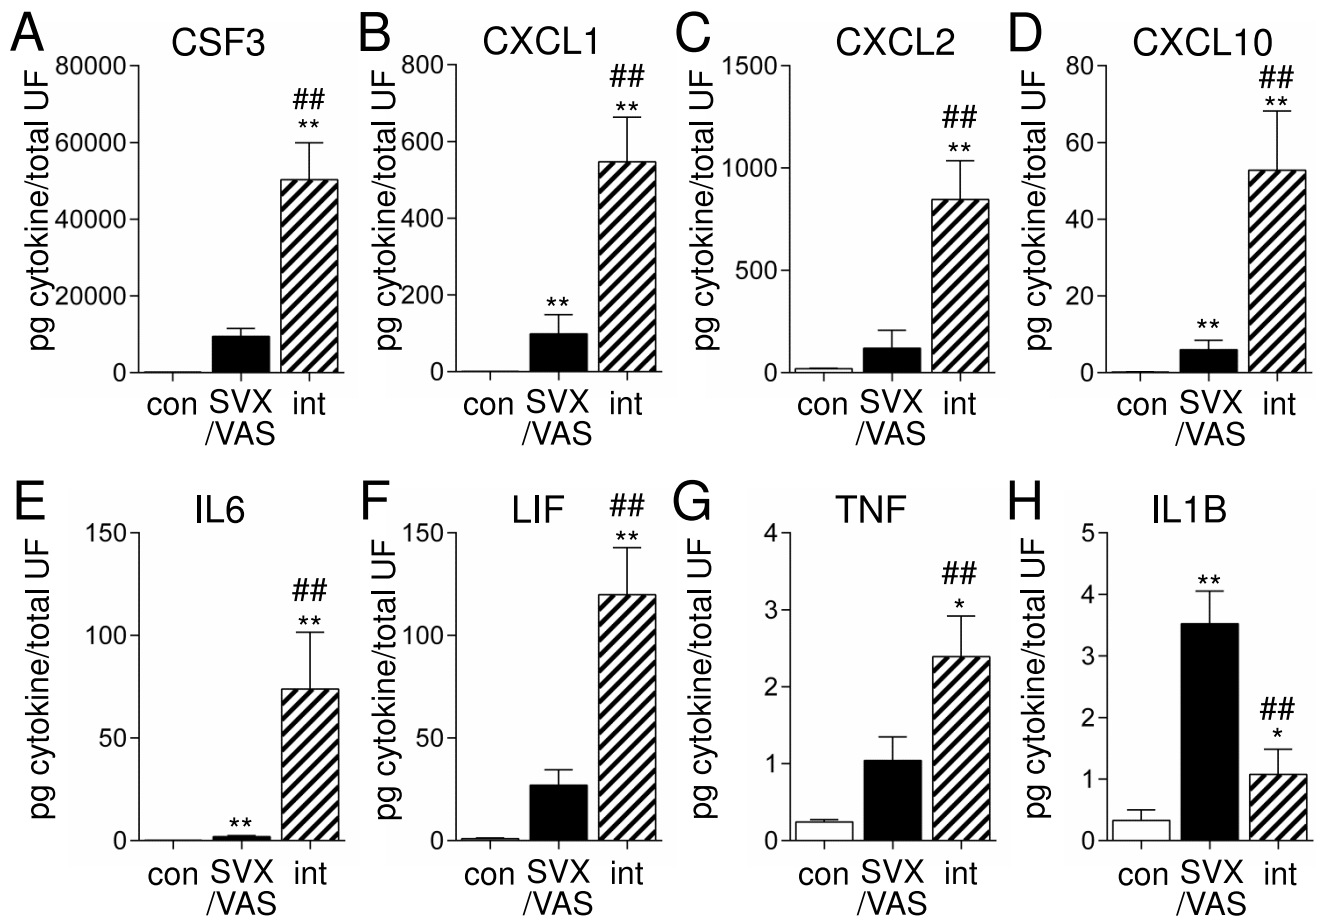 A CSF3
pg cytokine/total UF
80000
60000
40000
20000
0
##
**
con SVX int
/VAS
B CXCL1
pg cytokine/total UF
800
600
400
200
0
**
##
**
con SVX int
/VAS
C CXCL2
pg cytokine/total UF
1500
1000
500
0
##
**
con SVX int
/VAS
D CXCL10
pg cytokine/total UF
80
60
40
20
0
**
##
**
con SVX int
/VAS
E IL6
pg cytokine/total UF
150
100
50
0
**
##
**
con SVX int
/VAS
F LIF
pg cytokine/total UF
150
100
50
0
##
**
con SVX int
/VAS
G TNF
pg cytokine/total UF
4
3
2
1
0
##
*
con SVX int
/VAS
H IL1B
pg cytokine/total UF
5
4
3
2
1
0
**
##
*
con SVX int
/VAS